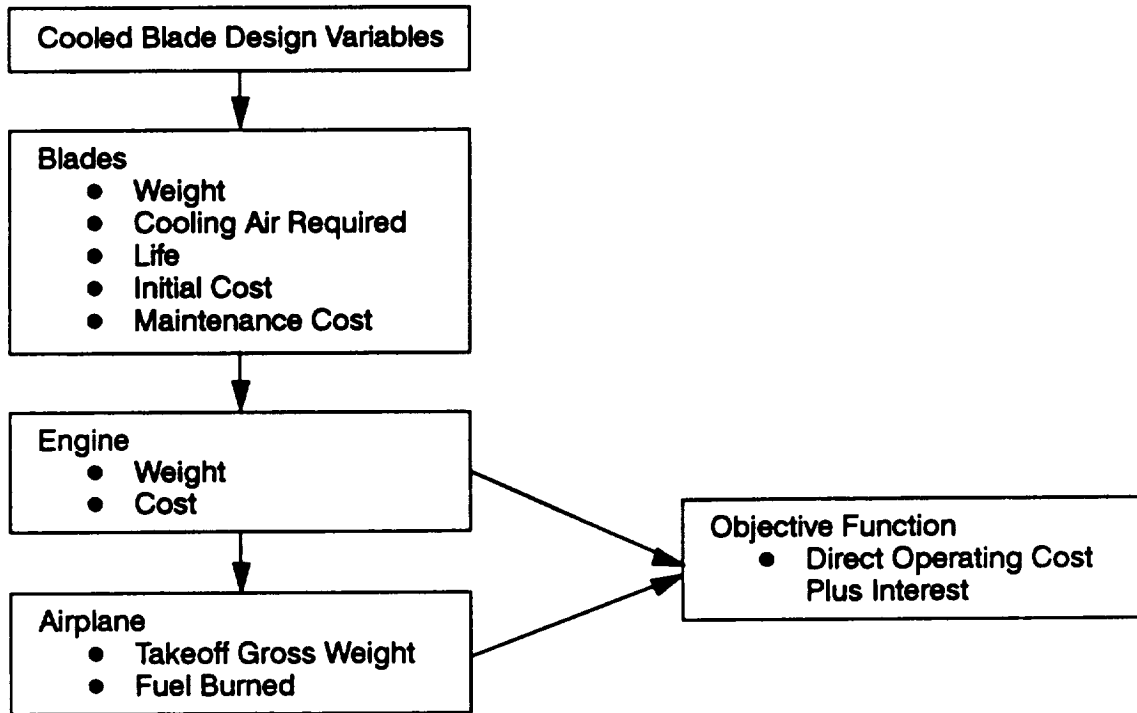 Cooled Blade Design Variables
Blades
● Weight
● Cooling Air Required
● Life
● Initial Cost
● Maintenance Cost
Engine
● Weight
● Cost
Airplane
● Takeoff Gross Weight
● Fuel Burned
Objective Function
● Direct Operating Cost
Plus Interest